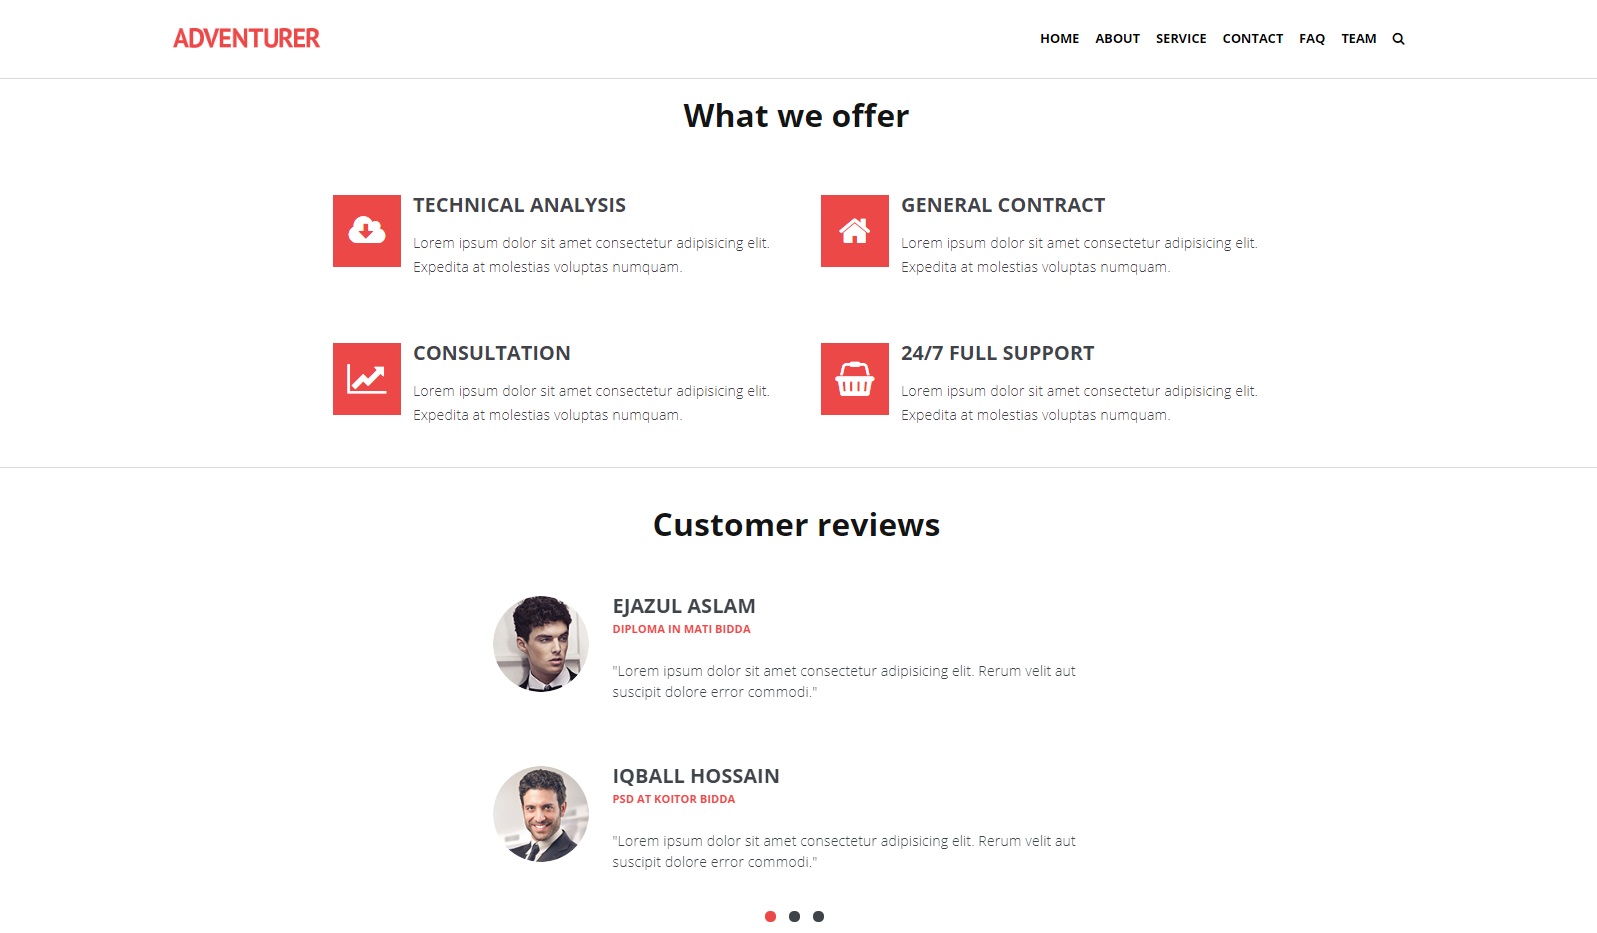 ADVENTURER
HOME ABOUT SERVICE CONTACT FAQ TEAM
What we offer
TECHNICAL ANALYSIS
Lorem ipsum dolor sit amet consectetur adipisicing elit.
Expedita at molestias voluptas numquam.
GENERAL CONTRACT
Lorem ipsum dolor sit amet consectetur adipisicing elit.
Expedita at molestias voluptas numquam.
CONSULTATION
Lorem ipsum dolor sit amet consectetur adipisicing elit.
Expedita at molestias voluptas numquam.
24/7 FULL SUPPORT
Lorem ipsum dolor sit amet consectetur adipisicing elit.
Expedita at molestias voluptas numquam.
Customer reviews
EJAZUL ASLAM
DIPLOMA IN MATI BIDDA
"Lorem ipsum dolor sit amet consectetur adipisicing elit. Rerum velit aut
suscipit dolore error commodi."
IQBALL HOSSAIN
PSD AT KOITOR BIDDA
"Lorem ipsum dolor sit amet consectetur adipisicing elit. Rerum velit aut
suscipit dolore error commodi."